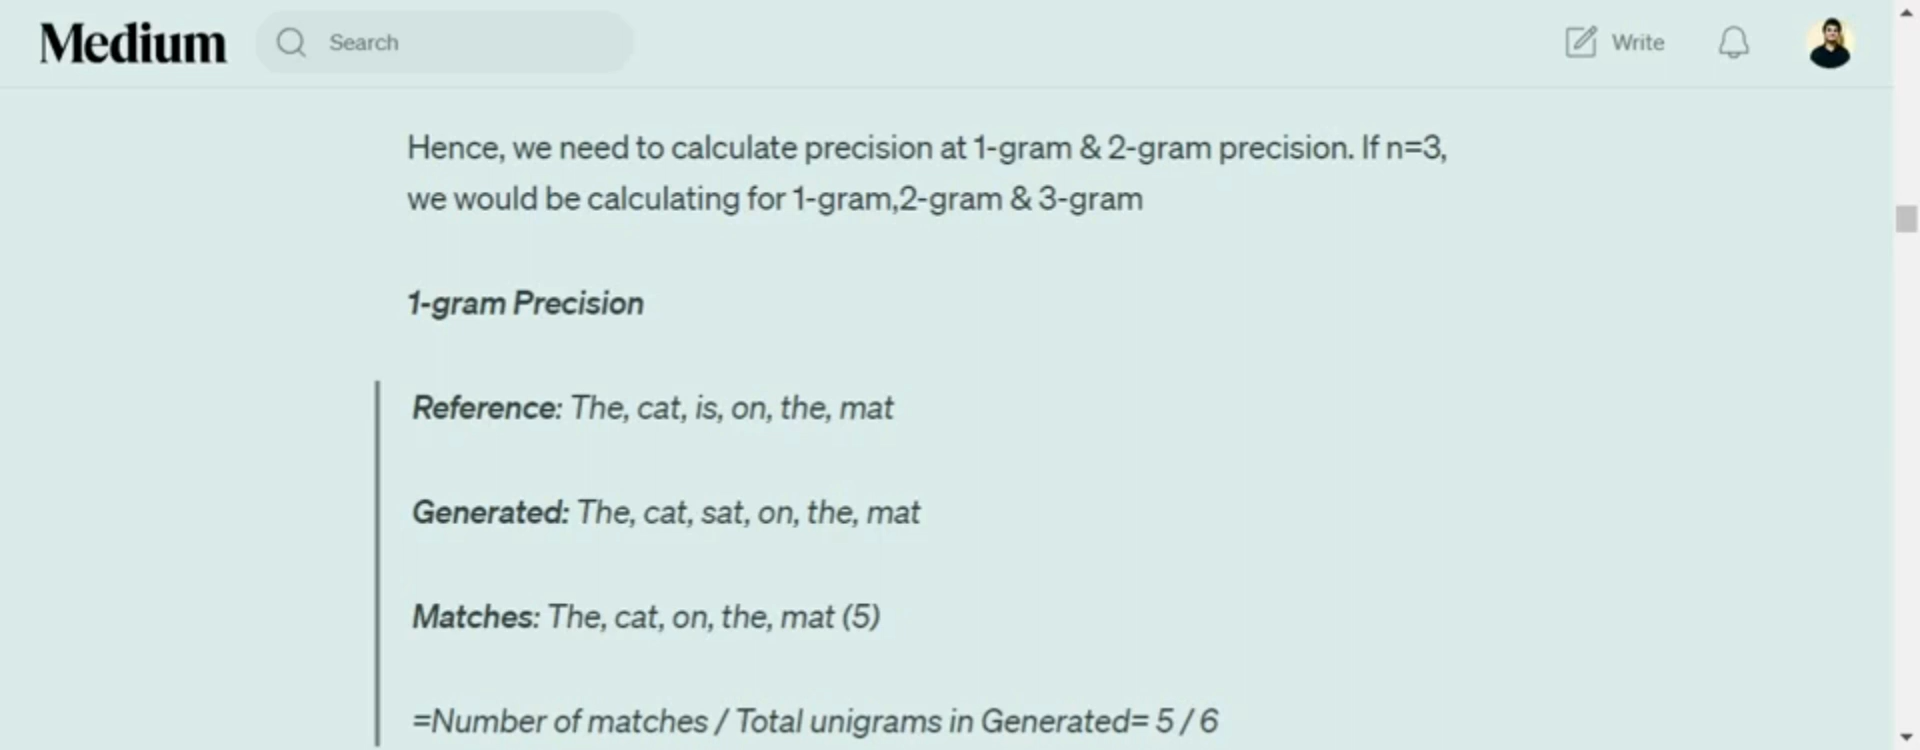 Medium
Search
Write
Hence, we need to calculate precision at 1-gram & 2-gram precision. If n=3,
we would be calculating for 1-gram,2-gram & 3-gram
1-gram Precision
Reference: The, cat, is, on, the, mat
Generated: The, cat, sat, on, the, mat
Matches: The, cat, on, the, mat (5)
=Number of matches / Total unigrams in Generated= 5 / 6